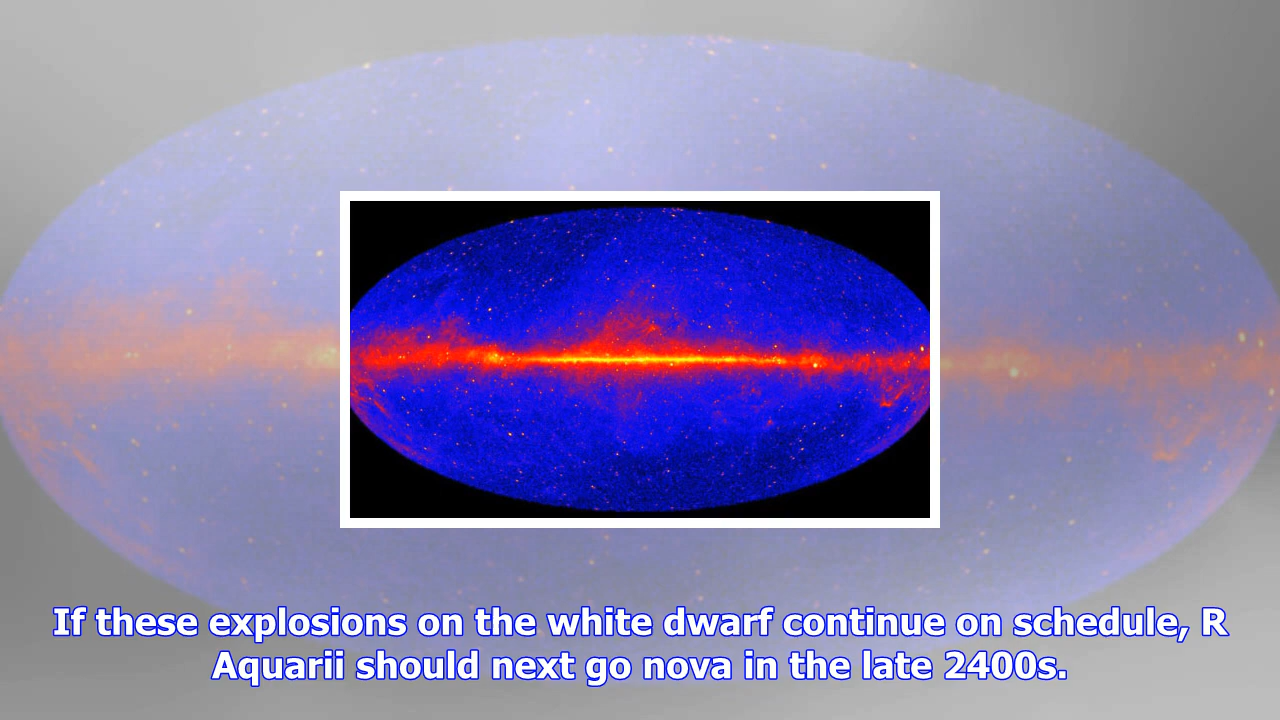 If these explosions on the white dwarf continue on schedule, R
Aquarii should next go nova in the late 2400s.